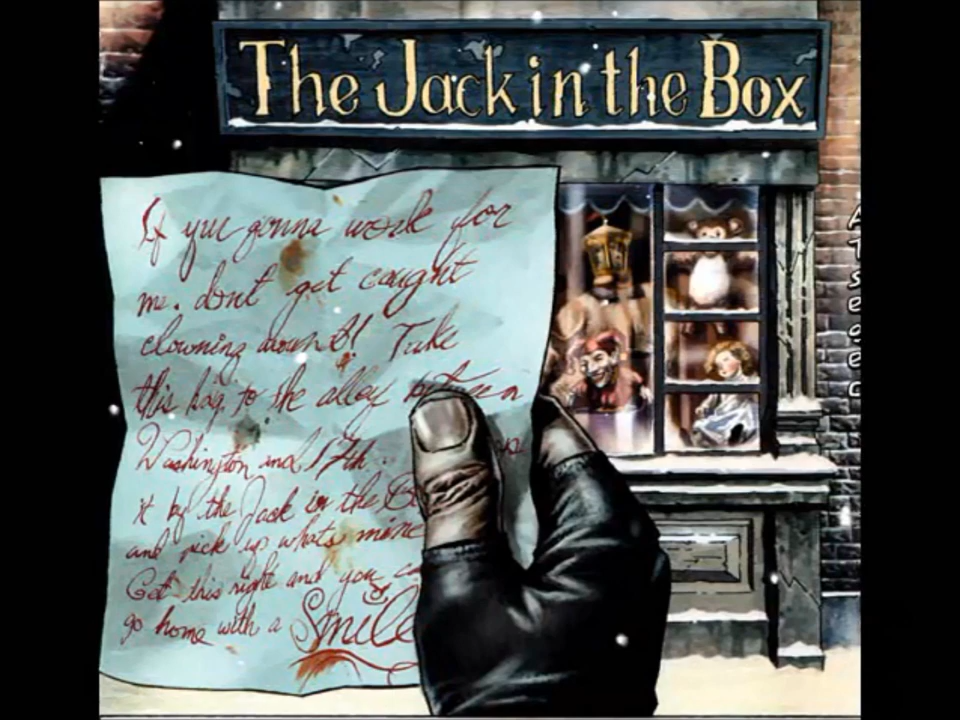 The Jack in the Box
If your gonna work for
me. dont get caught
clowning around! Take
this bag. to the alley between
Washington and 17th.
it by the Jack in the
and pick up whats mine
Get this right and you
go home with a Smile